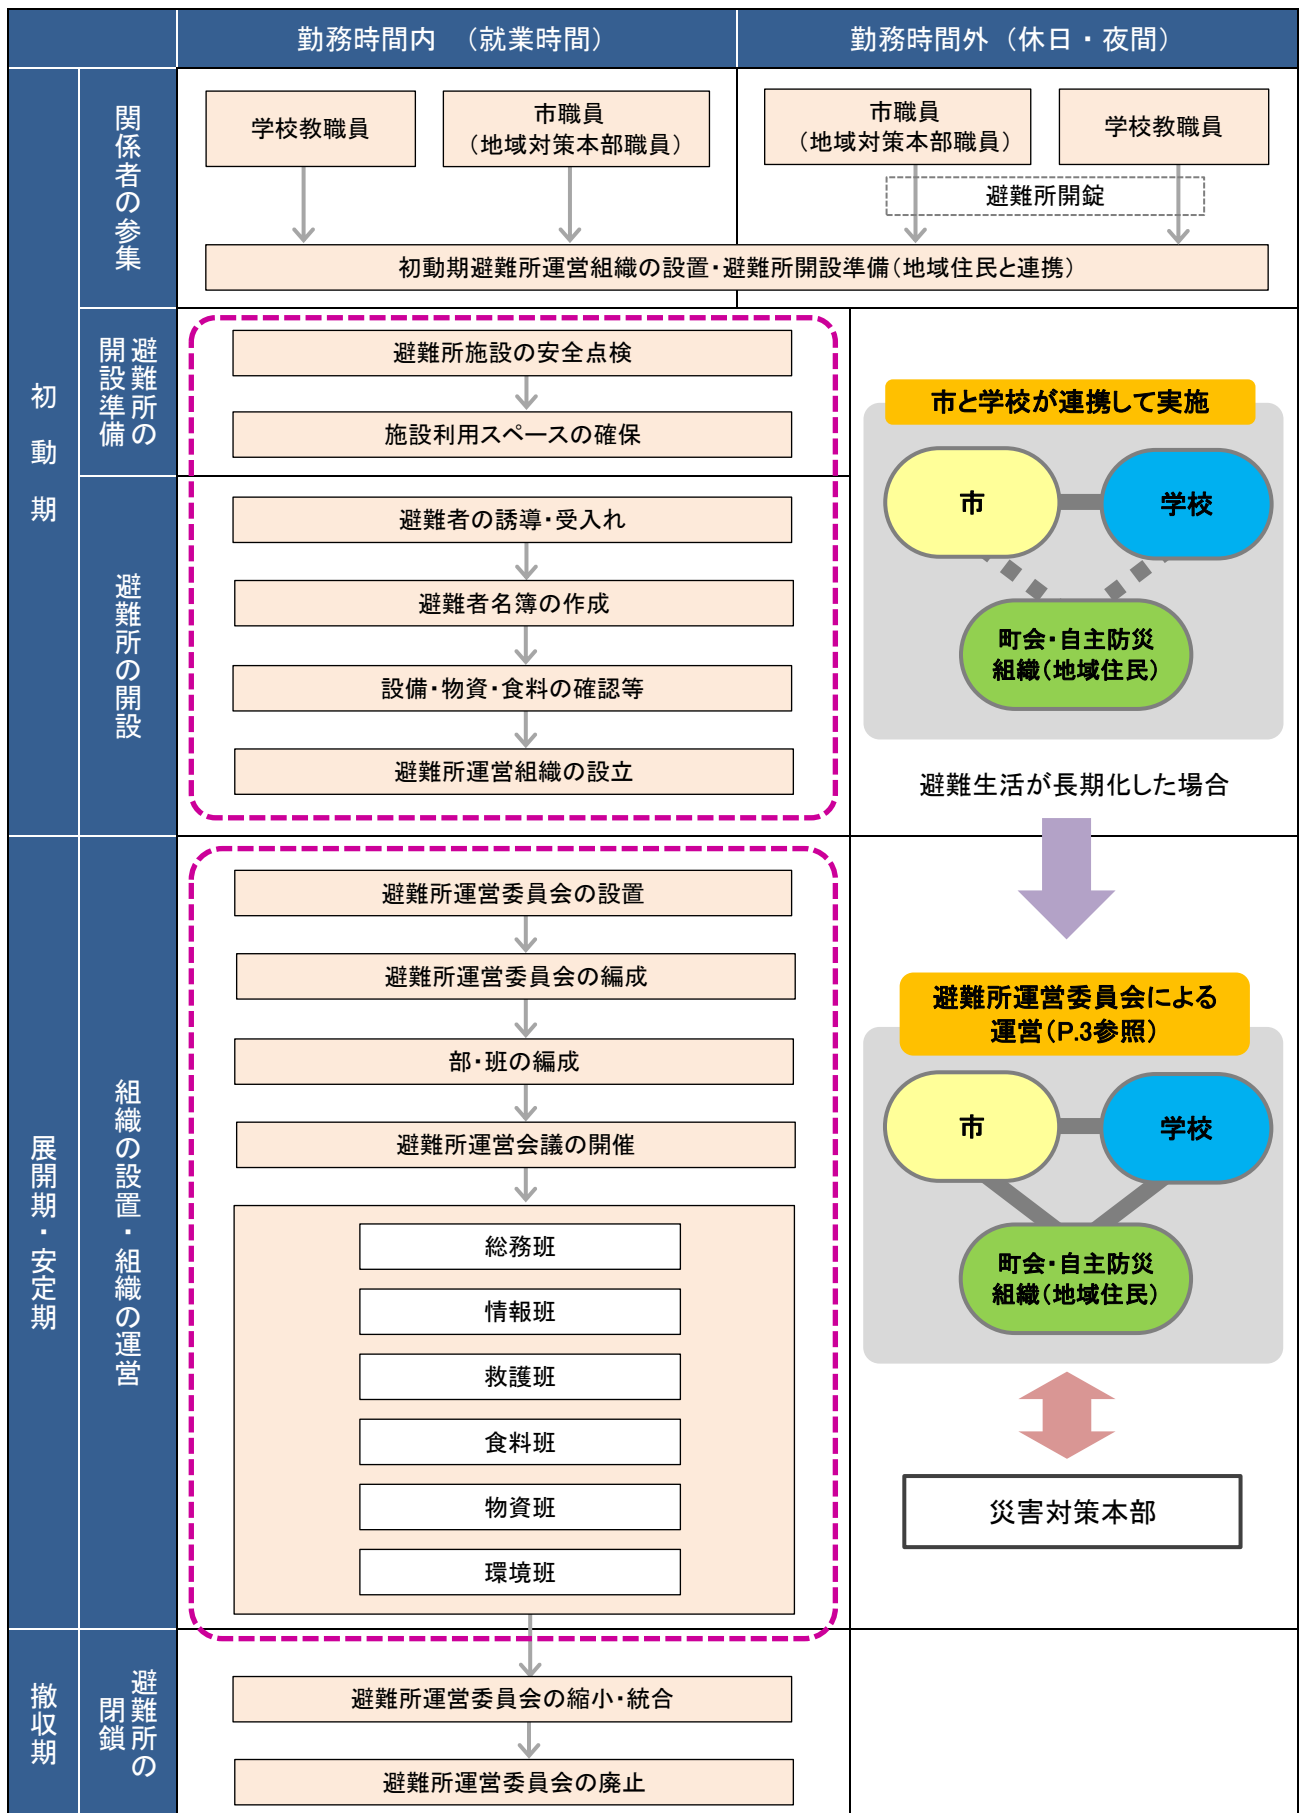 勤務時間内　（就業時間）
勤務時間外（休日・夜間）
初動期
関係者の参集
学校教職員
市職員
（地域対策本部職員）
市職員
（地域対策本部職員）
学校教職員
避難所開錠
初動期避難所運営組織の設置・避難所開設準備（地域住民と連携）
避難所の
開設準備
避難所施設の安全点検
施設利用スペースの確保
避難所の開設
避難者の誘導・受入れ
避難者名簿の作成
設備・物資・食料の確認等
避難所運営組織の設立
市と学校が連携して実施
市
学校
町会・自主防災
組織（地域住民）
避難生活が長期化した場合
展開期・安定期
組織の設置・組織の運営
避難所運営委員会の設置
避難所運営委員会の編成
部・班の編成
避難所運営会議の開催
総務班
情報班
救護班
食料班
物資班
環境班
避難所運営委員会による
運営（P.3参照）
市
学校
町会・自主防災
組織（地域住民）
災害対策本部
撤収期
避難所の
閉鎖
避難所運営委員会の縮小・統合
避難所運営委員会の廃止